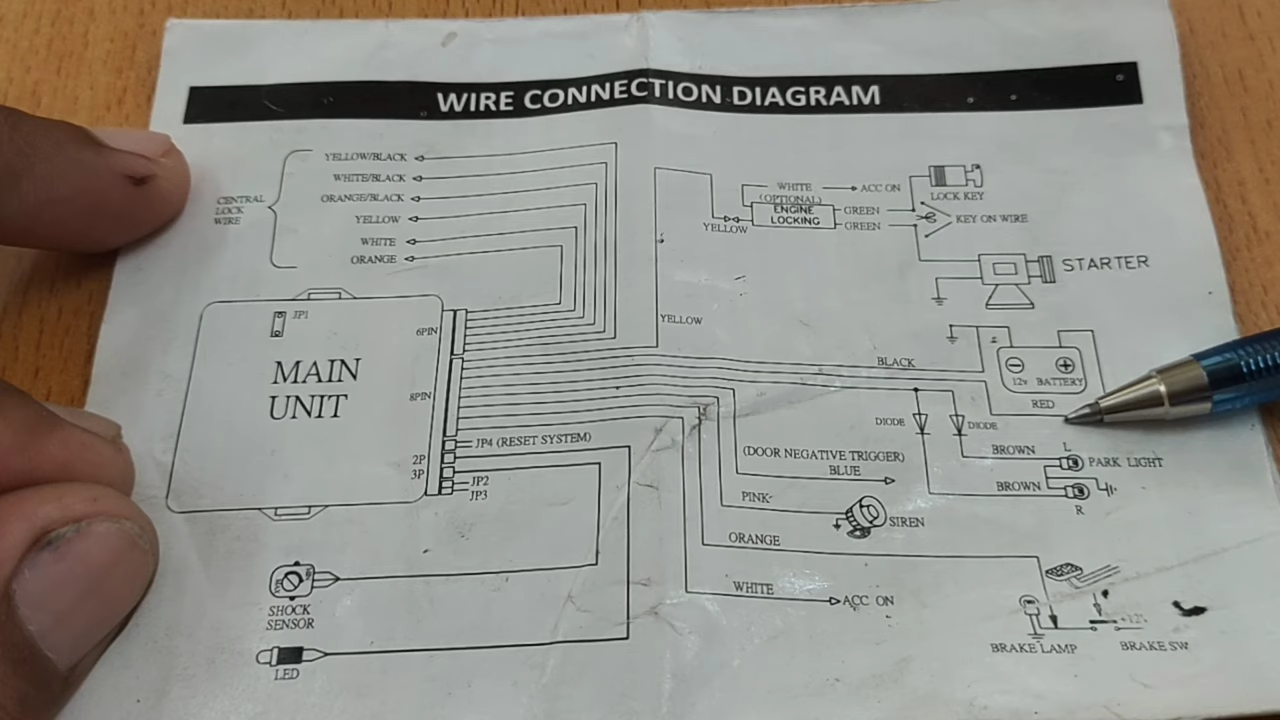 WIRE CONNECTION DIAGRAM
CENTRAL
LOCK
WIRE
YELLOW/BLACK
WHITE/BLACK
ORANGE/BLACK
YELLOW
WHITE
ORANGE
WHITE
(OPTIONAL)
ACC ON
ENGINE
LOCKING
YELLOW
GREEN
GREEN
LOCK KEY
KEY ON WIRE
STARTER
JP1
MAIN
UNIT
6PIN
8PIN
2P
3P
JP4 (RESET SYSTEM)
JP2
JP3
YELLOW
BLACK
12V BATTERY
RED
DIODE
DIODE
BROWN
L
PARK LIGHT
BROWN
R
(DOOR NEGATIVE TRIGGER)
BLUE
PINK
SIREN
ORANGE
WHITE
ACC ON
+12V
BRAKE LAMP
BRAKE SW
SHOCK
SENSOR
LED